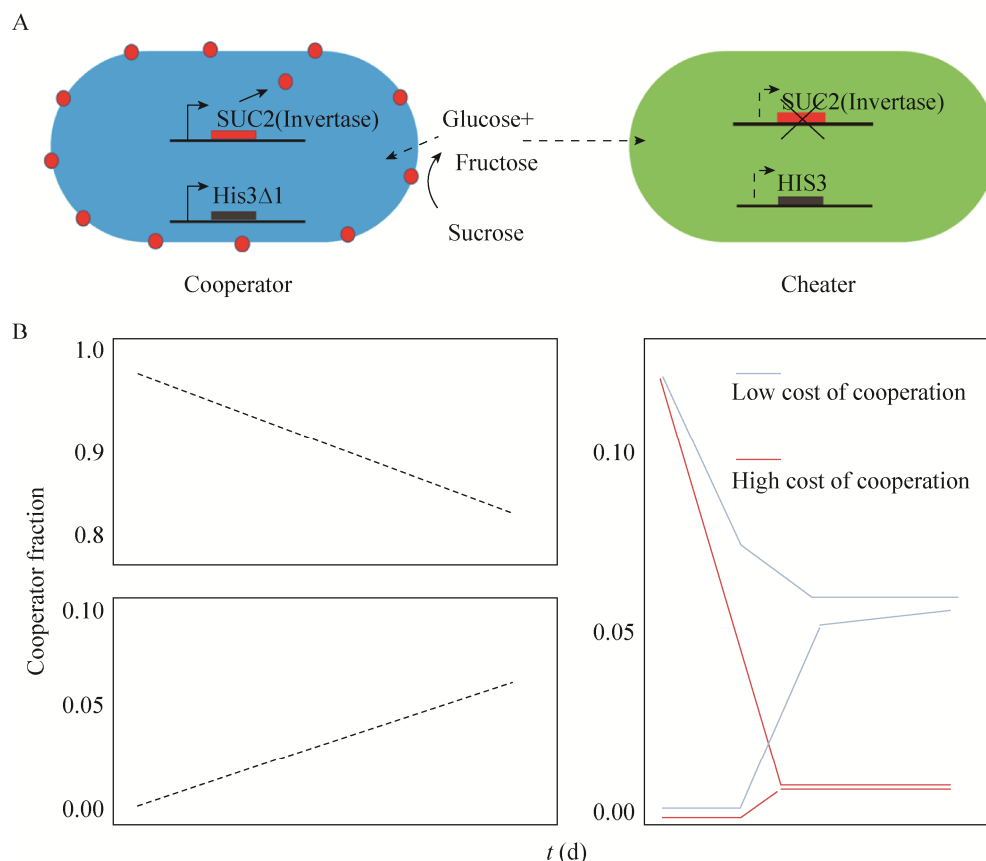 A
SUC2(Invertase)
His3Δ1
Glucose+
Fructose
Sucrose
SUC2(Invertase)
HIS3
Cooperator
Cheater
B
Cooperator fraction
1.0
0.9
0.8
0.10
0.05
0.00
0.10
0.05
0.00
Low cost of cooperation
High cost of cooperation
t (d)